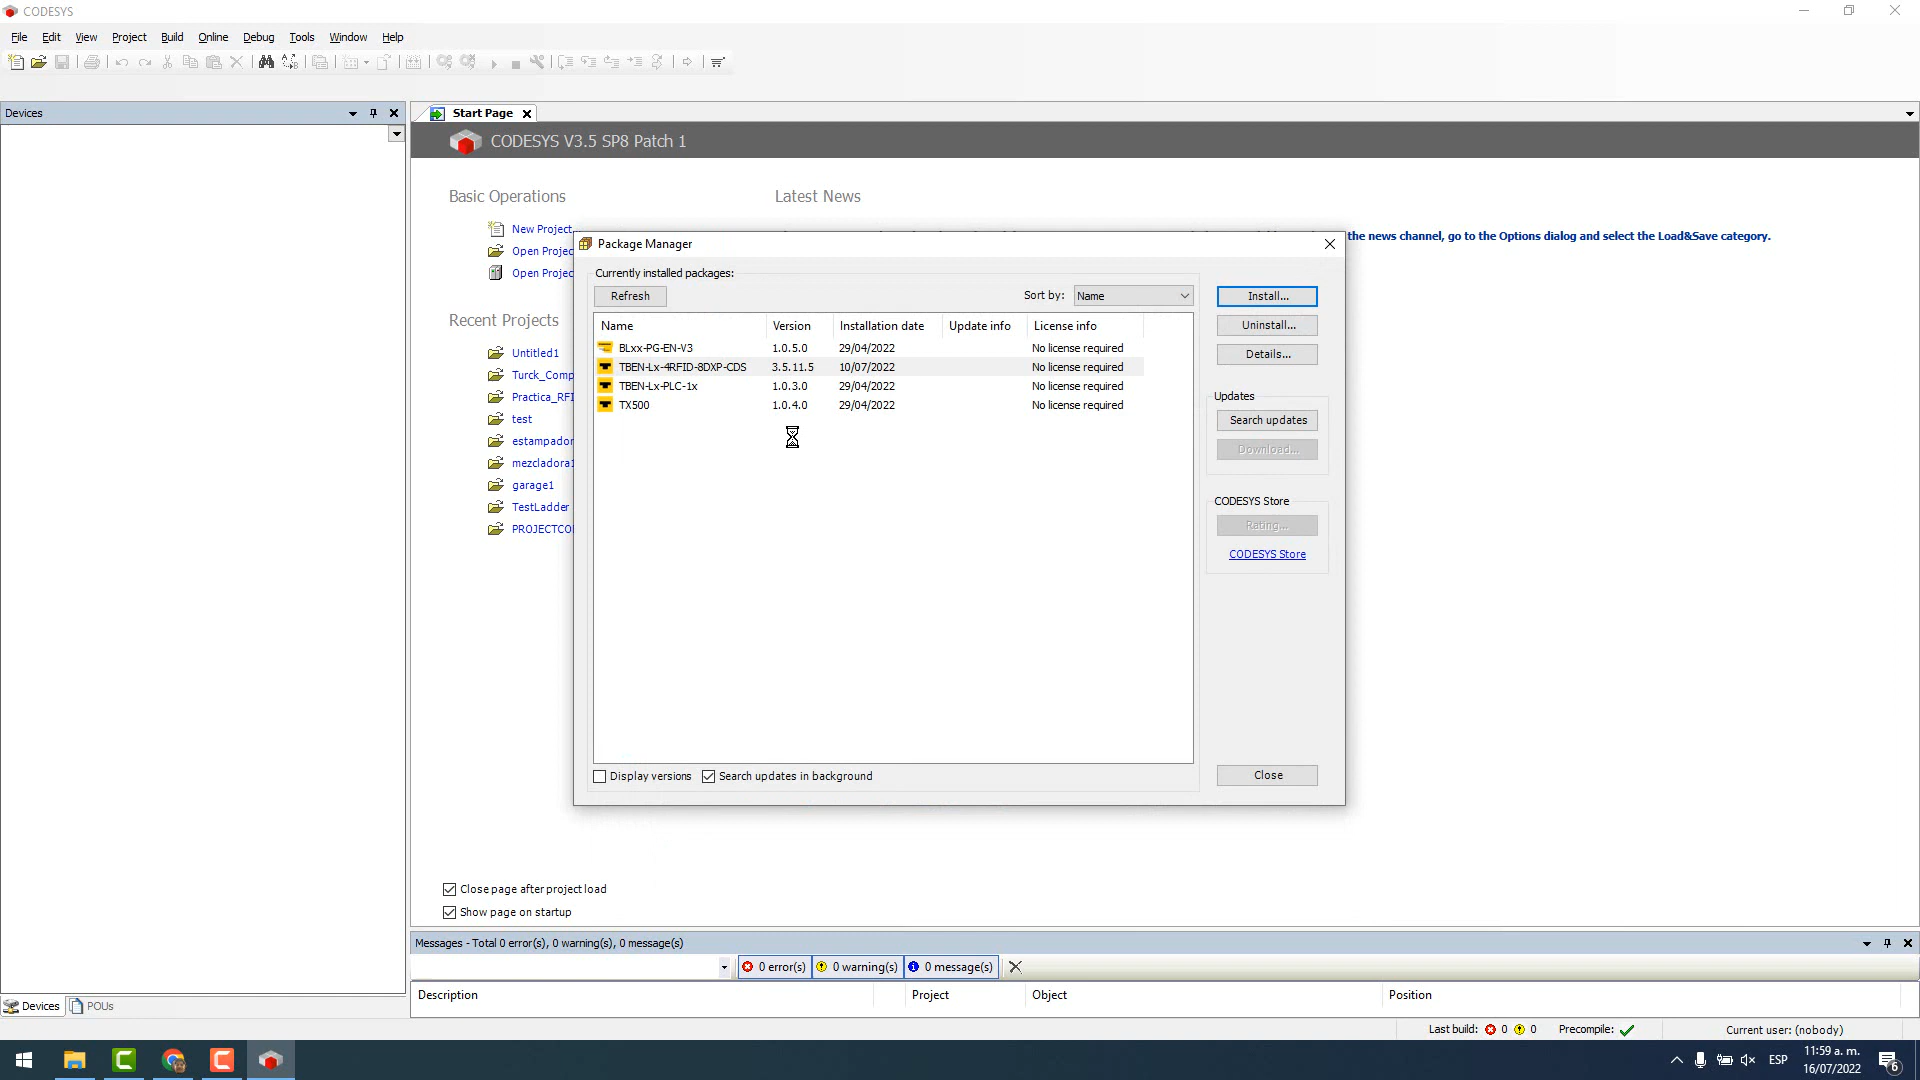 CODESYS
File Edit View Project Build Online Debug Tools Window Help
Devices
Start Page
CODESYS V3.5 SP8 Patch 1
Basic Operations
Latest News
New Project
Open Projec
Open Projec
the news channel, go to the Options dialog and select the Load&Save category.
Recent Projects
Untitled1
Turck_Comp
Practica_RFI
test
estampador
mezcladora1
garage1
TestLadder
PROJECTCO
Package Manager
Currently installed packages:
Refresh
Sort by: Name
Name Version Installation date Update info License info
BLxx-PG-EN-V3 1.0.5.0 29/04/2022 No license required
TBEN-Lx-4RFID-8DXP-CDS 3.5.11.5 10/07/2022 No license required
TBEN-Lx-PLC-1x 1.0.3.0 29/04/2022 No license required
TX500 1.0.4.0 29/04/2022 No license required
Install...
Uninstall...
Details...
Updates
Search updates
Download...
CODESYS Store
Rating...
CODESYS Store
Display versions Search updates in background
Close
Close page after project load
Show page on startup
Messages - Total 0 error(s), 0 warning(s), 0 message(s)
0 error(s) 0 warning(s) 0 message(s)
Description Project Object Position
Devices POUs
Last build: 0 0 Precompile: Current user: (nobody)
ESP
11:59 a. m.
16/07/2022
6